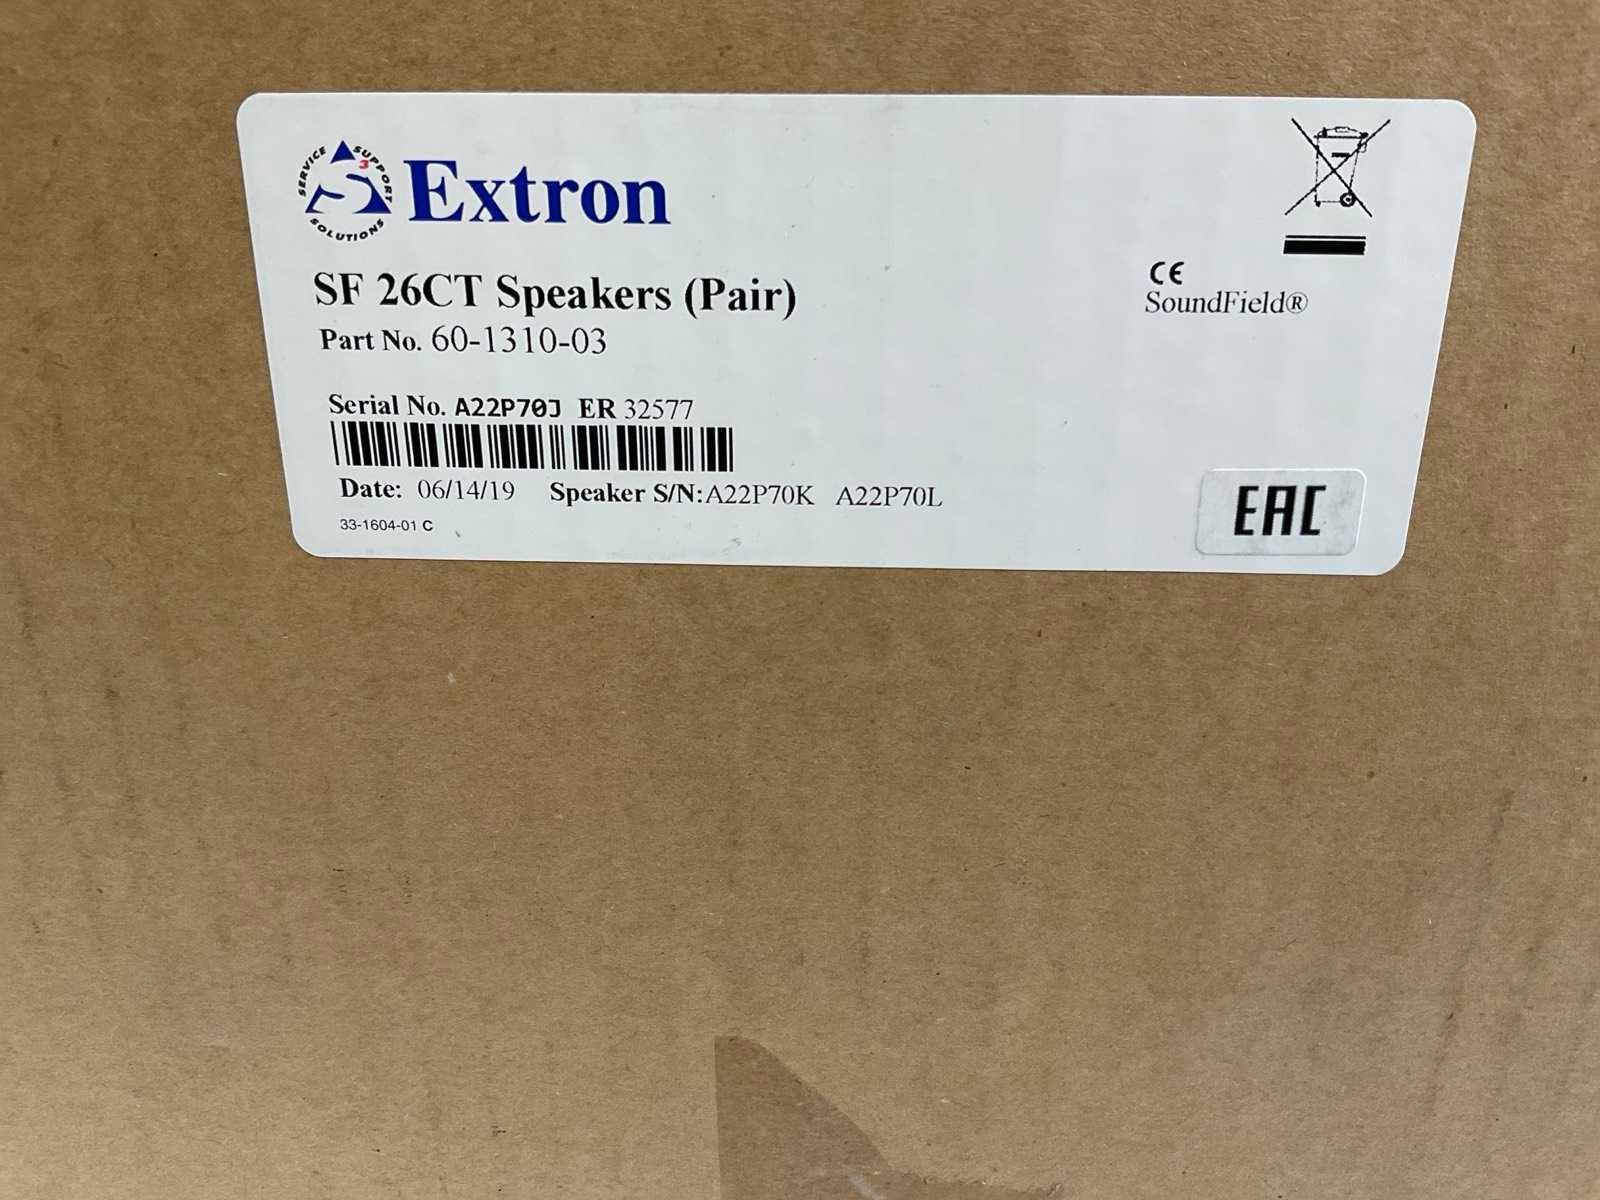 SERVICE SUPPORT SOLUTIONS
S3
Extron
SF 26CT Speakers (Pair)
Part No. 60-1310-03
CE
SoundField®
Serial No. A22P70J ER 32577
Date: 06/14/19 Speaker S/N:A22P70K A22P70L
33-1604-01 C
EAC